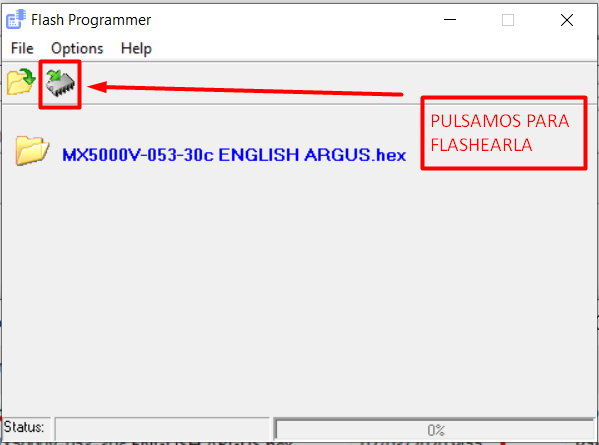 Flash Programmer
File Options Help
PULSAMOS PARA
FLASHEARLA
MX5000V-053-30c ENGLISH ARGUS.hex
Status:
0%